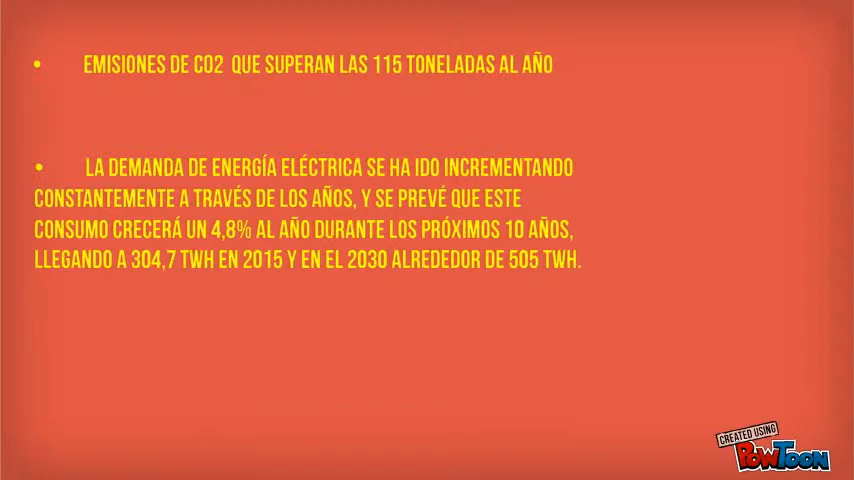 • EMISIONES DE CO2 QUE SUPERAN LAS 115 TONELADAS AL AÑO
• LA DEMANDA DE ENERGÍA ELÉCTRICA SE HA IDO INCREMENTANDO
CONSTANTEMENTE A TRAVÉS DE LOS AÑOS, Y SE PREVÉ QUE ESTE
CONSUMO CRECERÁ UN 4,8% AL AÑO DURANTE LOS PRÓXIMOS 10 AÑOS,
LLEGANDO A 304,7 TWH EN 2015 Y EN EL 2030 ALREDEDOR DE 505 TWH.
CREATED USING
POWTOON